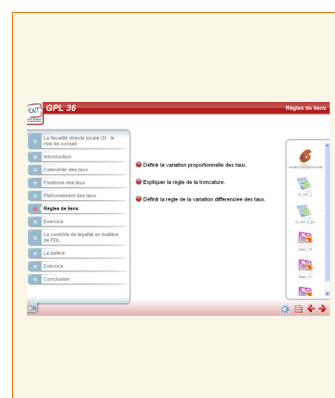 GPL 36
Règles de liens
La fiscalité directe locale (3) : le
rôle de conseil
Introduction
Calendrier des taux
Fixations des taux
Plafonnement des taux
Règles de liens
Exercice
Le contrôle de légalité en matière
de FDL
Le déféré
Exercice
Conclusion
Définir la variation proportionnelle des taux.
Expliquer la règle de la troncature.
Définir la règle de la variation différenciée des taux.